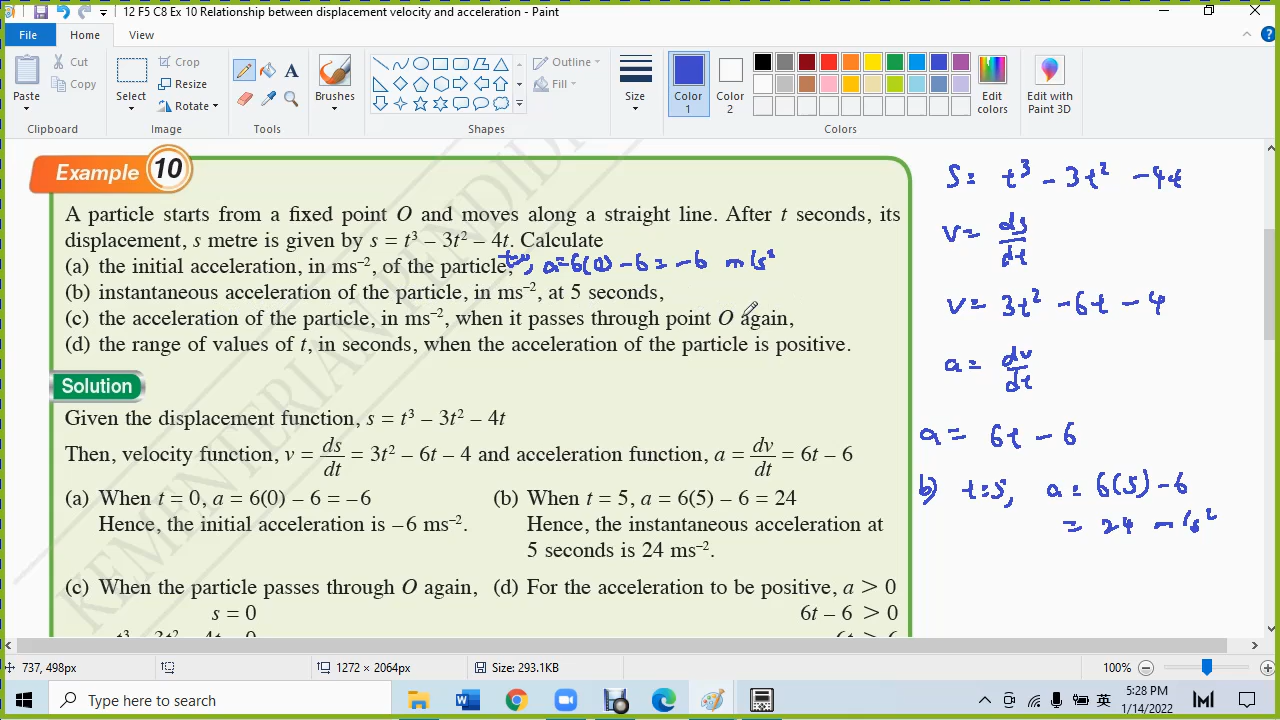 12 F5 C8 Ex 10 Relationship between displacement velocity and acceleration - Paint
File Home View
Paste Cut Copy Select Crop Resize Rotate Brushes Outline Fill Size Color 1 Color 2 Edit colors Edit with Paint 3D
Clipboard Image Tools Shapes Colors
Example 10
A particle starts from a fixed point O and moves along a straight line. After t seconds, its
displacement, s metre is given by s = t³ – 3t² – 4t. Calculate
(a) the initial acceleration, in ms⁻², of the particle, t=0, a=6(0) -6 = -6 m/s²
(b) instantaneous acceleration of the particle, in ms⁻², at 5 seconds,
(c) the acceleration of the particle, in ms⁻², when it passes through point O again,
(d) the range of values of t, in seconds, when the acceleration of the particle is positive.
Solution
Given the displacement function, s = t³ – 3t² – 4t
Then, velocity function, v = ds/dt = 3t² – 6t – 4 and acceleration function, a = dv/dt = 6t – 6
(a) When t = 0, a = 6(0) – 6 = –6
Hence, the initial acceleration is –6 ms⁻².
(b) When t = 5, a = 6(5) – 6 = 24
Hence, the instantaneous acceleration at
5 seconds is 24 ms⁻².
(c) When the particle passes through O again,
s = 0
(d) For the acceleration to be positive, a > 0
6t – 6 > 0
S = t³ - 3t² - 4t
V = ds/dt
V = 3t² - 6t - 4
a = dv/dt
a = 6t - 6
b) t=5, a = 6(5) - 6
= 24 m/s²
KEMENTERIAN PENDI
737, 498px 1272 × 2064px Size: 293.1KB 100%
Type here to search
英 5:28 PM
1/14/2022